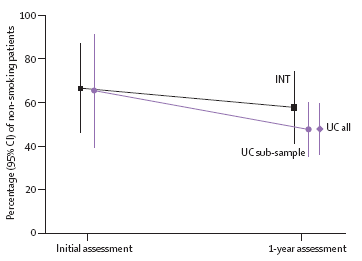 Percentage (95% CI) of non-smoking patients
100
80
60
40
20
0
INT
UC all
UC sub-sample
Initial assessment
1-year assessment